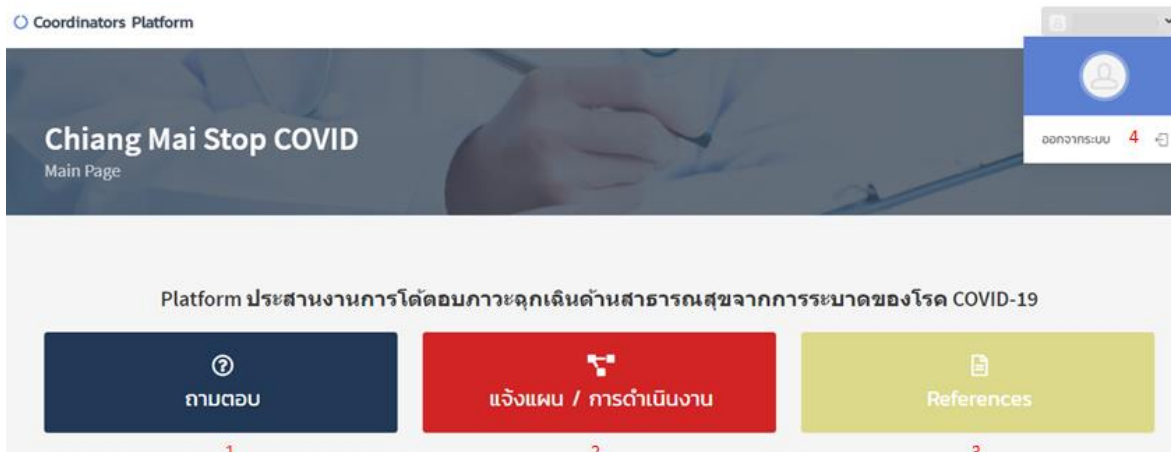 Coordinators Platform
Chiang Mai Stop COVID
Main Page
ออกจากระบบ 4
Platform ประสานงานการโต้ตอบภาวะฉุกเฉินด้านสาธารณสุขจากการระบาดของโรค COVID-19
ถามตอบ
แจ้งแผน / การดำเนินงาน
References
1
2
3